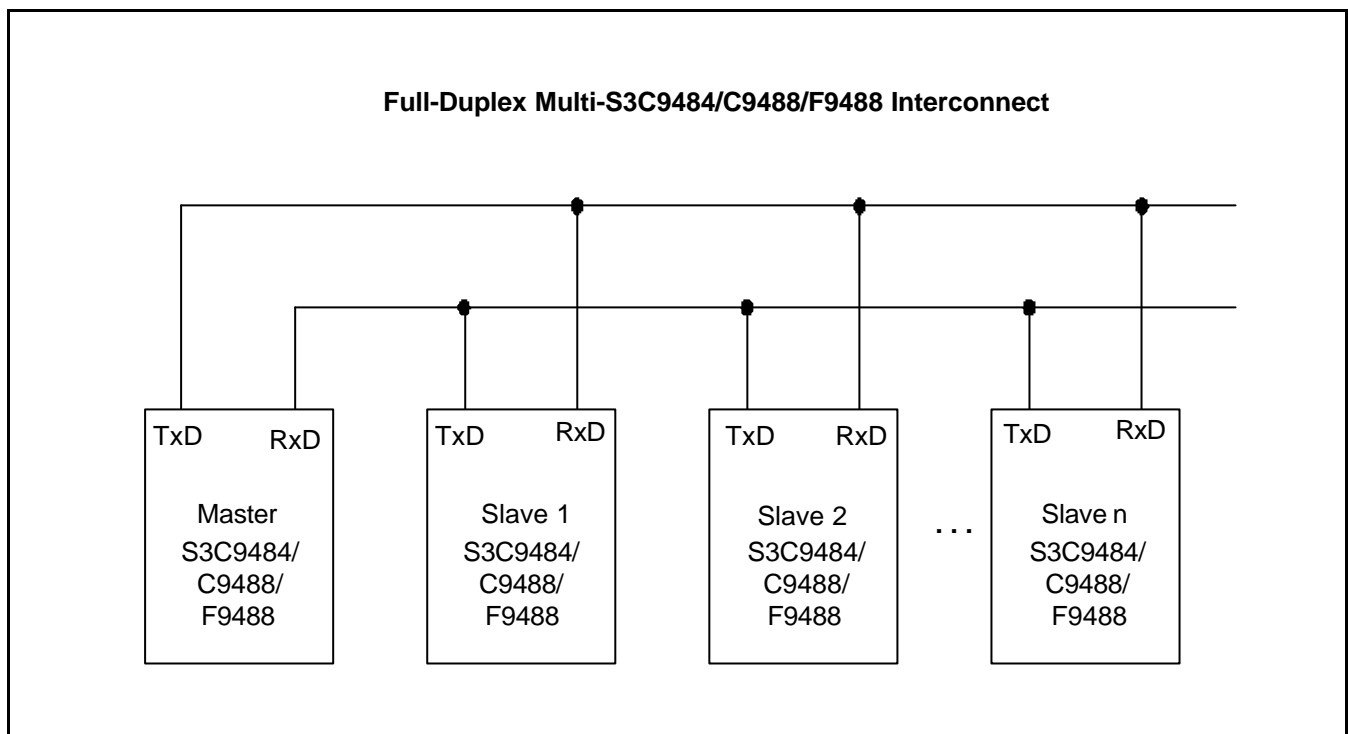 Full-Duplex Multi-S3C9484/C9488/F9488 Interconnect
TxD RxD
Master
S3C9484/
C9488/
F9488
TxD RxD
Slave 1
S3C9484/
C9488/
F9488
TxD RxD
Slave 2
S3C9484/
C9488/
F9488
. . .
TxD RxD
Slave n
S3C9484/
C9488/
F9488